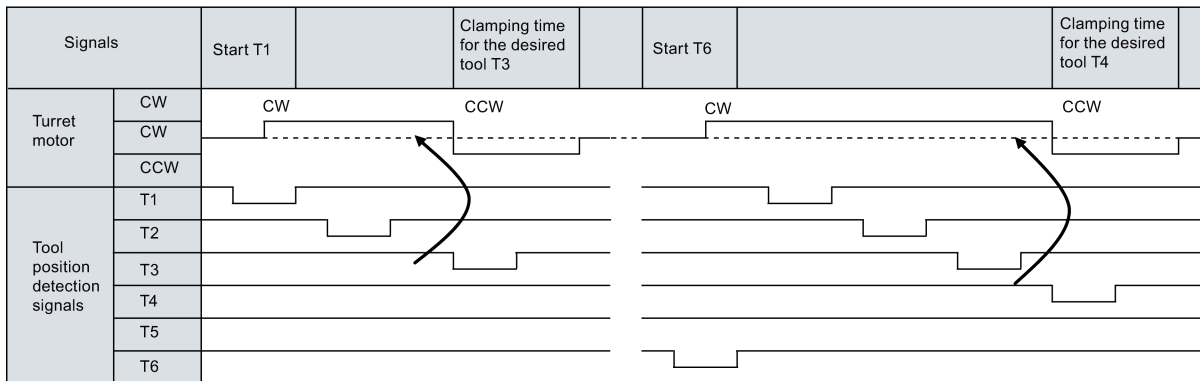 Signals
Start T1
Clamping time
for the desired
tool T3
Start T6
Clamping time
for the desired
tool T4
Turret
motor
CW
CW
CCW
CW
CCW
CW
CCW
Tool
position
detection
signals
T1
T2
T3
T4
T5
T6